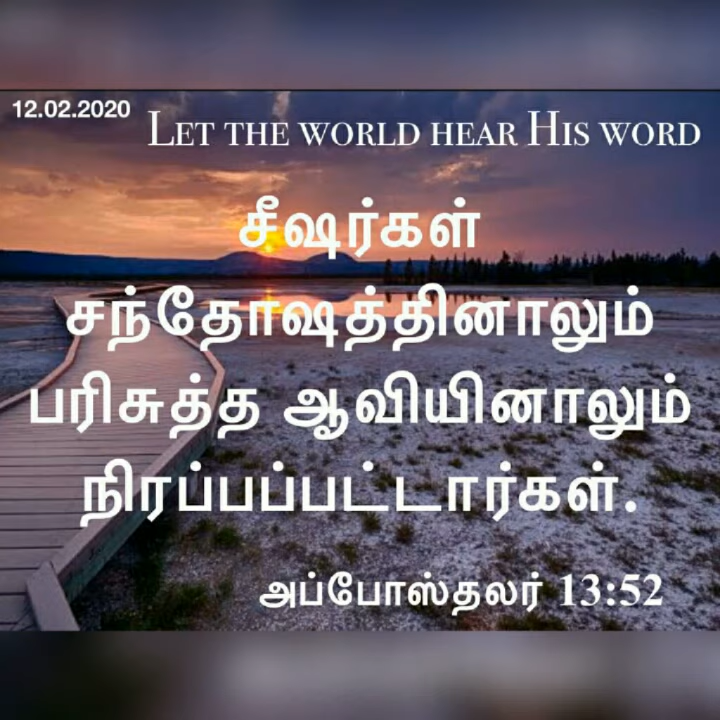 12.02.2020
LET THE WORLD HEAR HIS WORD
சீஷர்கள்
சந்தோஷத்தினாலும்
பரிசுத்த ஆவியினாலும்
நிரப்பப்பட்டார்கள்.
அப்போஸ்தலர் 13:52